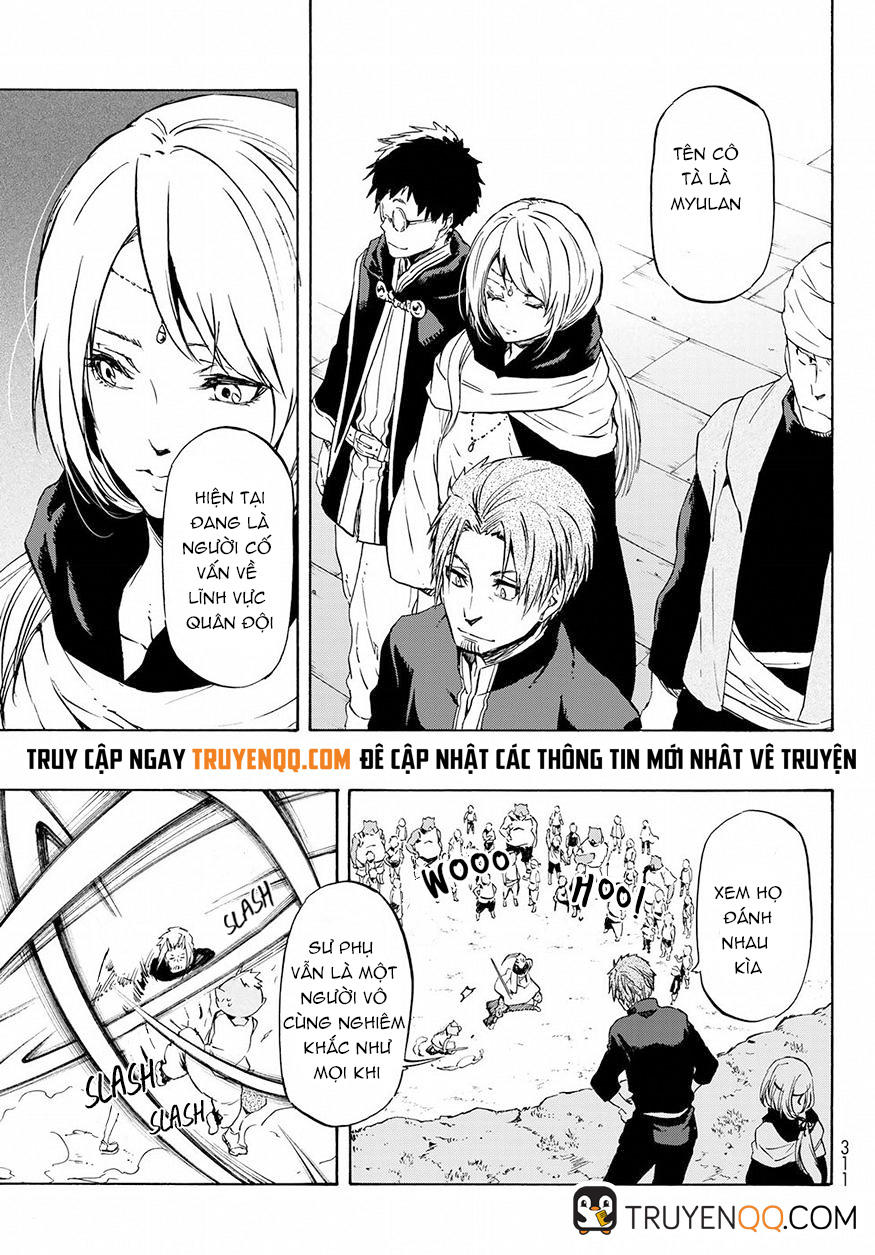 TÊN CÔ
TA LÀ
MYULAN
HIỆN TẠI
ĐANG LÀ
NGƯỜI CỐ
VẤN VỀ
LĨNH VỰC
QUÂN ĐỘI
TRUY CẬP NGAY TRUYENQQ.COM ĐÊ CẬP NHẬT CÁC THÔNG TIN MỚI NHẤT VÊ TRUYỆN
XEM HỌ
ĐÁNH
NHAU
KÌA
WOOO
HOO!
SƯ PHỤ
VẪN LÀ MỘT
NGƯỜI VÔ
CÙNG NGHIÊM
KHẮC NHƯ
MỌI KHI
SLASH
SLASH
SLASH
311
TRUYENQQ.COM